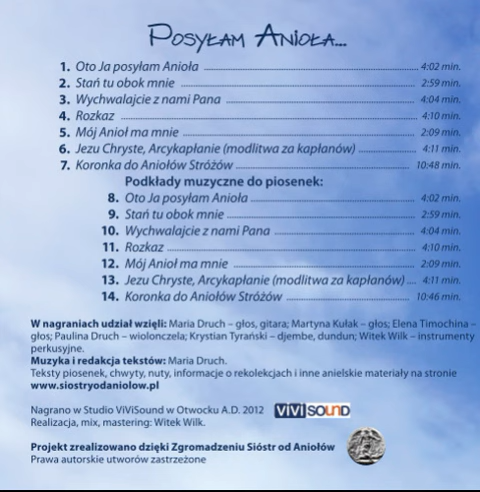 Posyłam Anioła...
1. Oto Ja posyłam Anioła 4:02 min.
2. Stań tu obok mnie 2:59 min.
3. Wychwalajcie z nami Pana 4:04 min.
4. Rozkaz 4:10 min.
5. Mój Anioł ma mnie 2:09 min.
6. Jezu Chryste, Arcykapłanie (modlitwa za kapłanów) 4:11 min.
7. Koronka do Aniołów Stróżów 10:48 min.
Podkłady muzyczne do piosenek:
8. Oto Ja posyłam Anioła 4:02 min.
9. Stań tu obok mnie 2:59 min.
10. Wychwalajcie z nami Pana 4:04 min.
11. Rozkaz 4:10 min.
12. Mój Anioł ma mnie 2:09 min.
13. Jezu Chryste, Arcykapłanie (modlitwa za kapłanów) 4:11 min.
14. Koronka do Aniołów Stróżów 10:46 min.
W nagraniach udział wzięli: Maria Druch – głos, gitara; Martyna Kułak – głos; Elena Timochina –
głos; Paulina Druch – wiolonczela; Krystian Tyrański – djembe, dundun; Witek Wilk – instrumenty
perkusyjne.
Muzyka i redakcja tekstów: Maria Druch.
Teksty piosenek, chwyty, nuty, informacje o rekolekcjach i inne anielskie materiały na stronie
www.siostryodaniolow.pl
Nagrano w Studio ViViSound w Otwocku A.D. 2012 ViVi SOUND
Realizacja, mix, mastering: Witek Wilk.
Projekt zrealizowano dzięki Zgromadzeniu Sióstr od Aniołów
Prawa autorskie utworów zastrzeżone